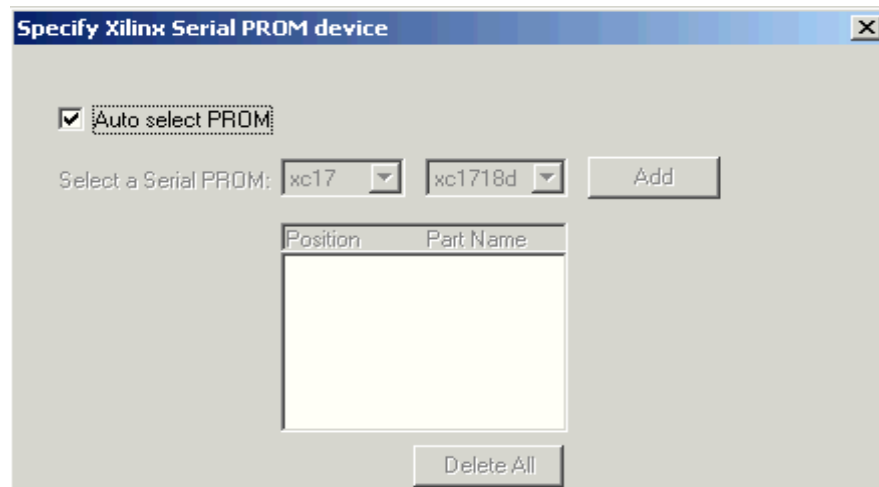 Specify Xilinx Serial PROM device
Auto select PROM
Select a Serial PROM: xc17 xc1718d Add
Position Part Name
Delete All